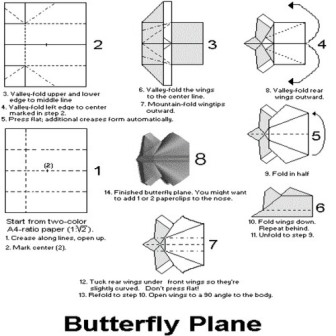 2
3. Valley-fold upper and lower
edge to middle line
4. Valley-fold left edge to center
marked in step 2.
5. Press flat; additional creases form automatically.
3
6. Valley-fold the wings
to the center line.
7. Mountain-fold wingtips
outward.
4
8. Valley-fold rear
wings outward.
(2)
1
Start from two-color
A4-ratio paper (1:√2).
1. Crease along lines, open up.
2. Mark center (2).
8
14. Finished butterfly plane. You might want
to add 1 or 2 paperclips to the nose.
5
9. Fold in half
6
10. Fold wings down.
Repeat behind.
11. Unfold to step 9.
7
12. Tuck rear wings under front wings so they're
slightly curved. Don't press flat!
13. Refold to step 10. Open wings to a 90 angle to the body.
Butterfly Plane